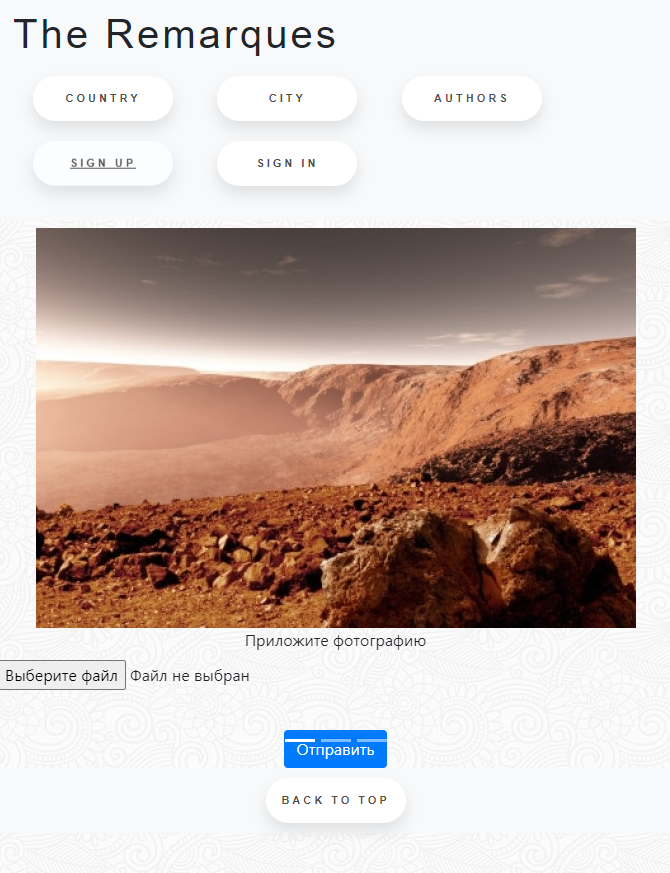 The Remarques
COUNTRY CITY AUTHORS
SIGN UP SIGN IN
Приложите фотографию
Выберите файл Файл не выбран
Отправить
BACK TO TOP